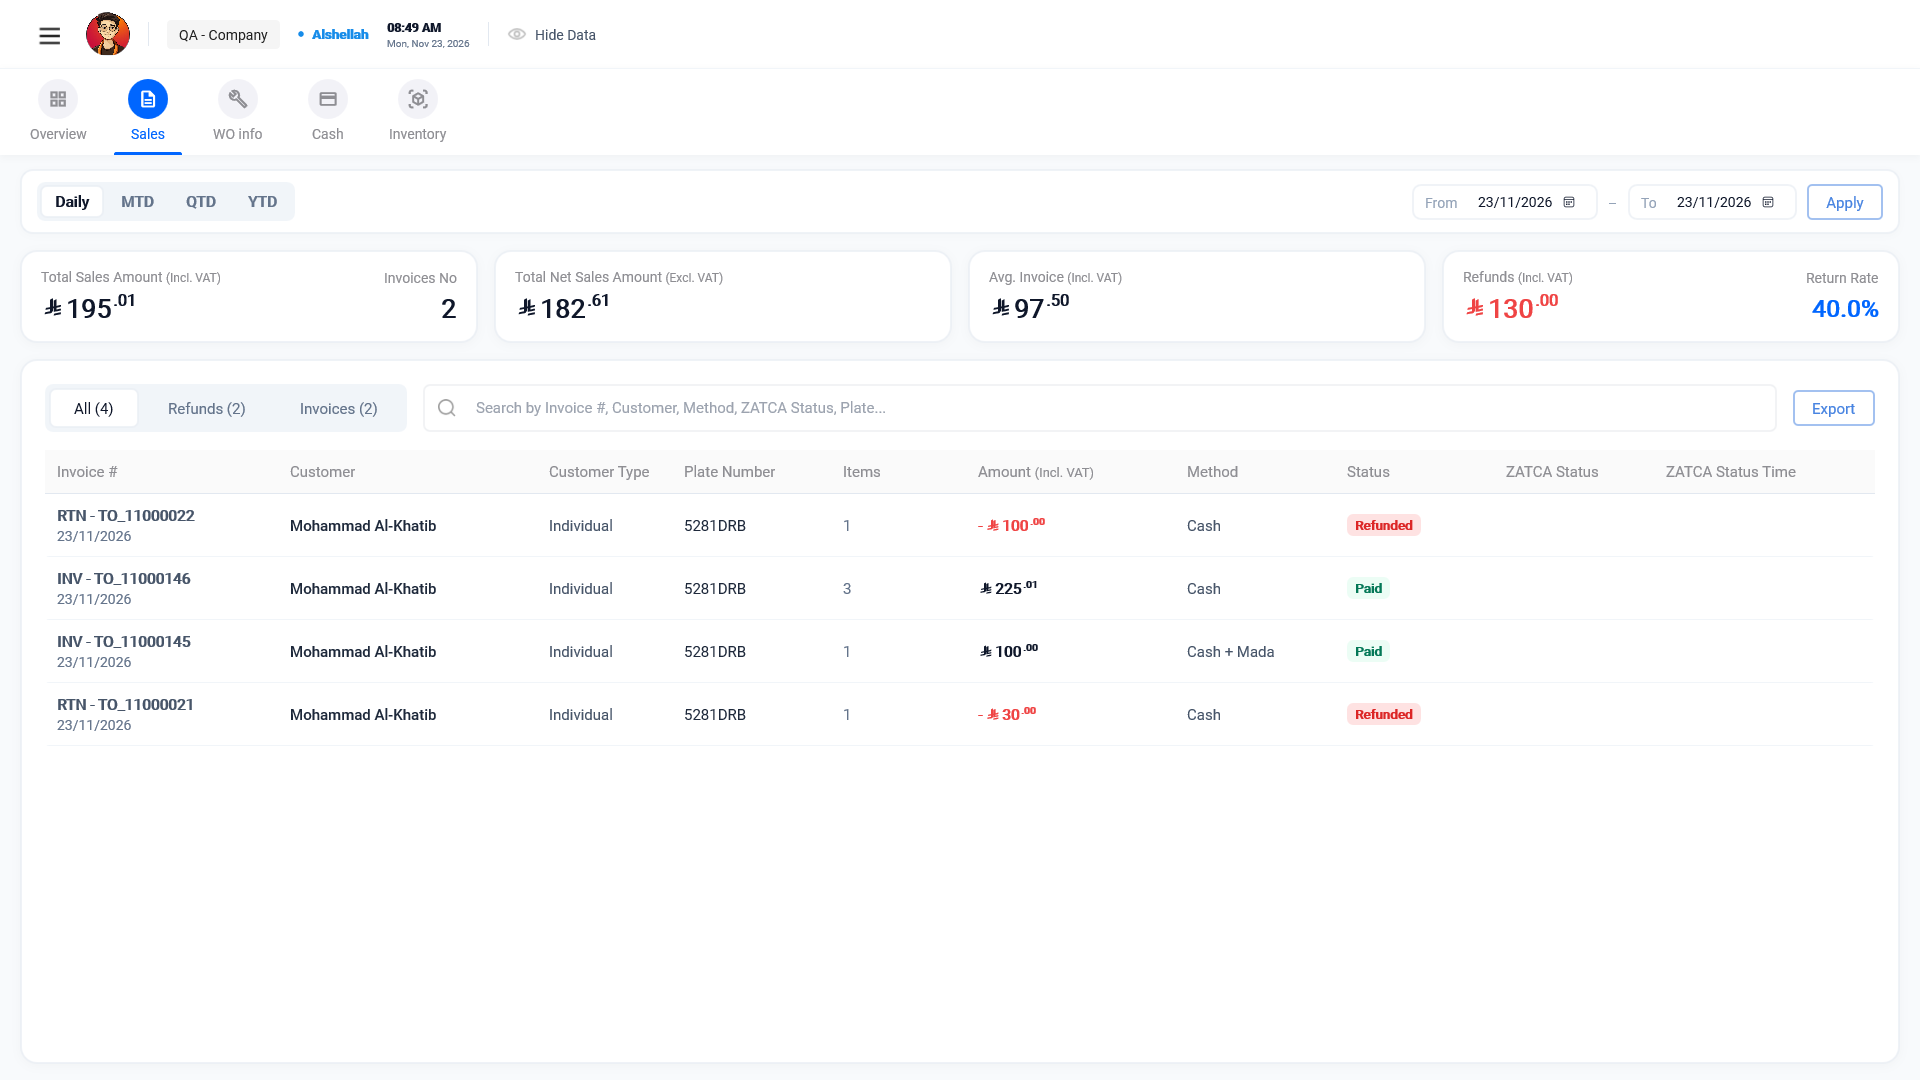 QA - Company
Alshellah
08:49 AM
Mon, Nov 23, 2026
Hide Data
Overview
Sales
WO info
Cash
Inventory
Daily
MTD
QTD
YTD
From 23/11/2026 – To 23/11/2026
Apply
Total Sales Amount (Incl. VAT)
Invoices No
195.01
2
Total Net Sales Amount (Excl. VAT)
182.61
Avg. Invoice (Incl. VAT)
97.50
Refunds (Incl. VAT)
Return Rate
130.00
40.0%
All (4)
Refunds (2)
Invoices (2)
Search by Invoice #, Customer, Method, ZATCA Status, Plate...
Export
Invoice # Customer Customer Type Plate Number Items Amount (Incl. VAT) Method Status ZATCA Status ZATCA Status Time
RTN - TO_11000022
23/11/2026
Mohammad Al-Khatib Individual 5281DRB 1 - 100.00 Cash Refunded
INV - TO_11000146
23/11/2026
Mohammad Al-Khatib Individual 5281DRB 3 225.01 Cash Paid
INV - TO_11000145
23/11/2026
Mohammad Al-Khatib Individual 5281DRB 1 100.00 Cash + Mada Paid
RTN - TO_11000021
23/11/2026
Mohammad Al-Khatib Individual 5281DRB 1 - 30.00 Cash Refunded